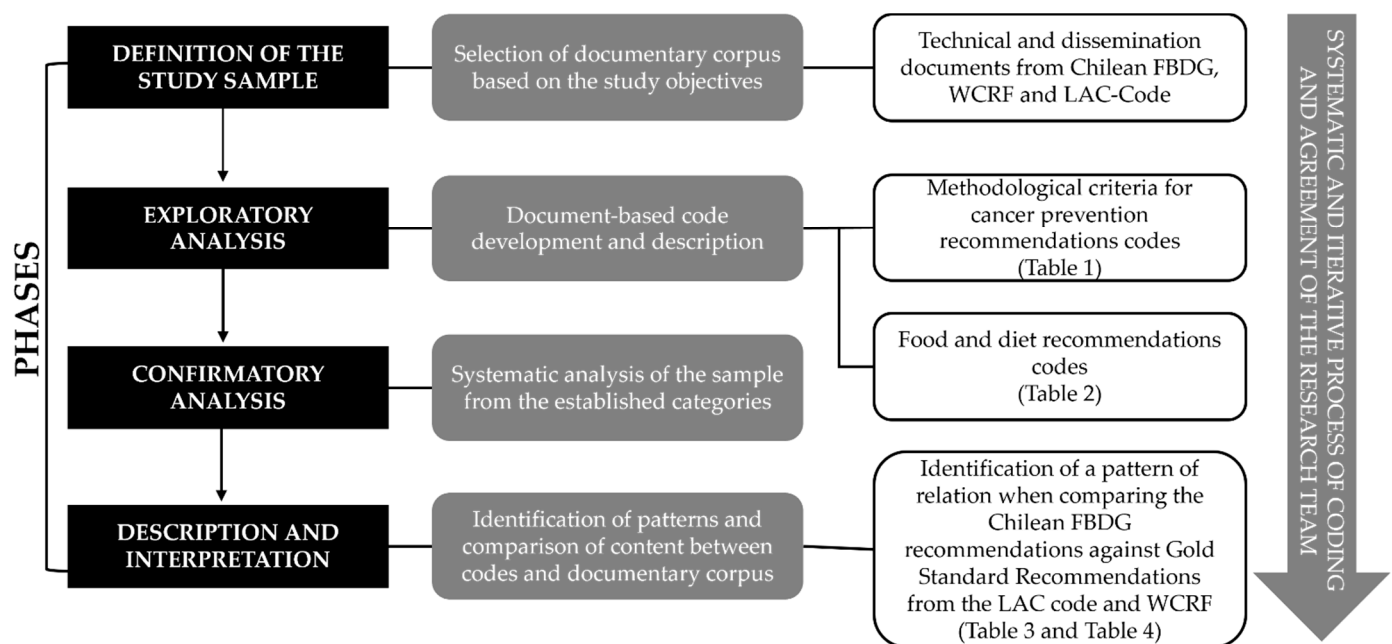 PHASES
DEFINITION OF THE
STUDY SAMPLE
Selection of documentary corpus
based on the study objectives
Technical and dissemination
documents from Chilean FBDG,
WCRF and LAC-Code
EXPLORATORY
ANALYSIS
Document-based code
development and description
Methodological criteria for
cancer prevention
recommendations codes
(Table 1)
Food and diet recommendations
codes
(Table 2)
CONFIRMATORY
ANALYSIS
Systematic analysis of the sample
from the established categories
DESCRIPTION AND
INTERPRETATION
Identification of patterns and
comparison of content between
codes and documentary corpus
Identification of a pattern of
relation when comparing the
Chilean FBDG
recommendations against Gold
Standard Recommendations
from the LAC code and WCRF
(Table 3 and Table 4)
SYSTEMATIC AND ITERATIVE PROCESS OF CODING
AND AGREEMENT OF THE RESEARCH TEAM